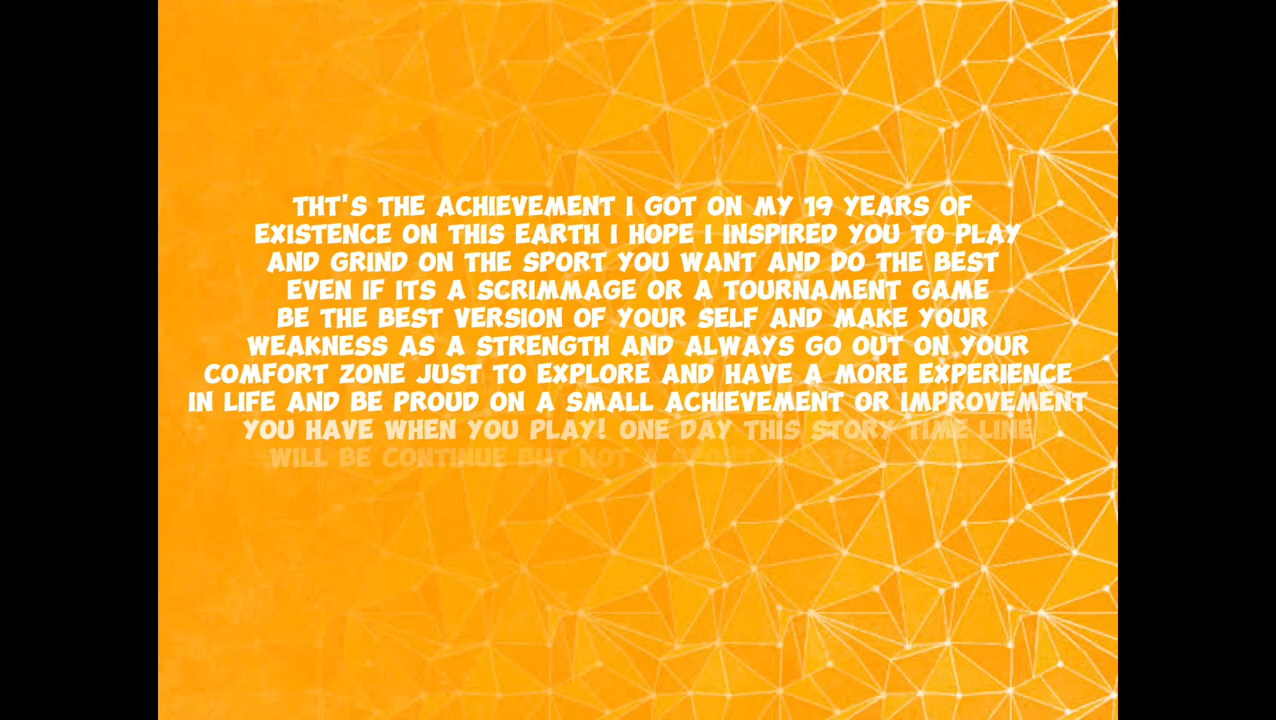 THT'S THE ACHIEVEMENT I GOT ON MY 19 YEARS OF
EXISTENCE ON THIS EARTH I HOPE I INSPIRED YOU TO PLAY
AND GRIND ON THE SPORT YOU WANT AND DO THE BEST
EVEN IF ITS A SCRIMMAGE OR A TOURNAMENT GAME
BE THE BEST VERSION OF YOUR SELF AND MAKE YOUR
WEAKNESS AS A STRENGTH AND ALWAYS GO OUT ON YOUR
COMFORT ZONE JUST TO EXPLORE AND HAVE A MORE EXPERIENCE
IN LIFE AND BE PROUD ON A SMALL ACHIEVEMENT OR IMPROVEMENT
YOU HAVE WHEN YOU PLAY! ONE DAY THIS STORY TIME LINE
WILL BE CONTINUE BUT NOT A SPORT